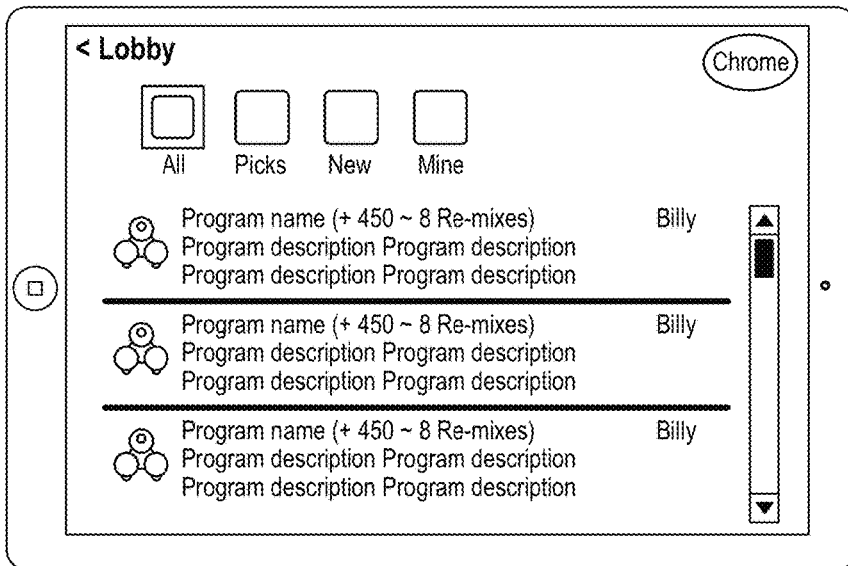 < Lobby
Chrome
All Picks New Mine
Program name (+ 450 ~ 8 Re-mixes) Billy
Program description Program description
Program description Program description
Program name (+ 450 ~ 8 Re-mixes) Billy
Program description Program description
Program description Program description
Program name (+ 450 ~ 8 Re-mixes) Billy
Program description Program description
Program description Program description